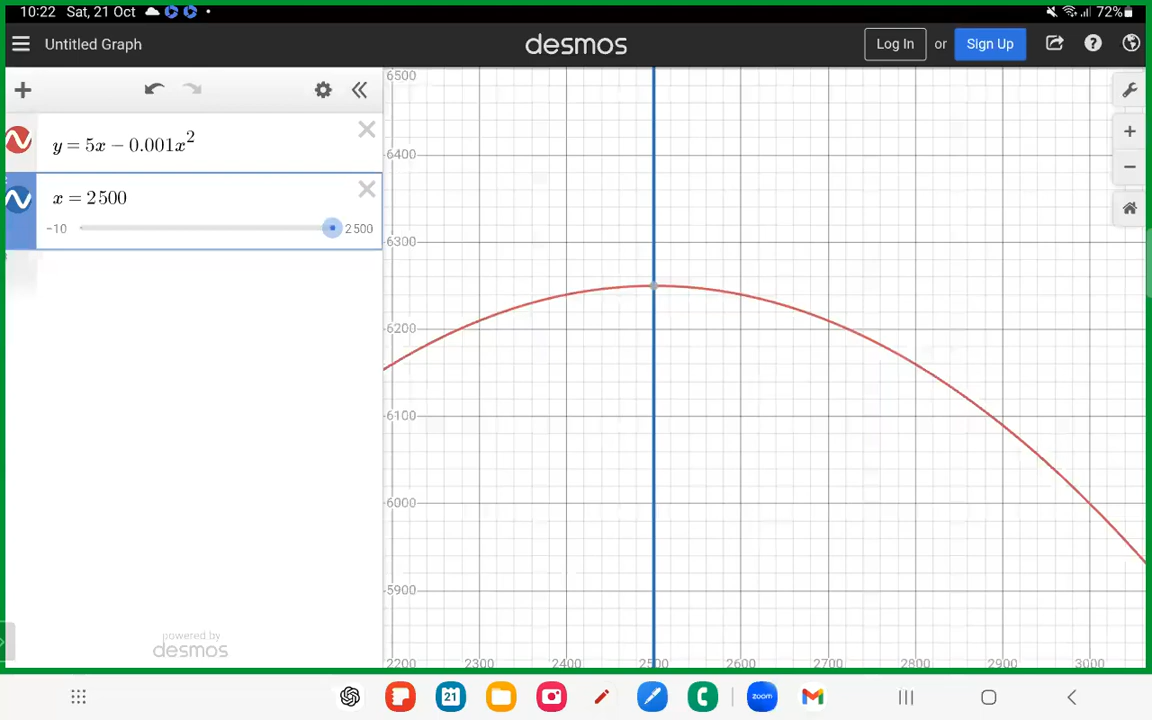 10:22 Sat, 21 Oct 72%
Untitled Graph desmos Log In or Sign Up
y = 5x − 0.001x²
x = 2500
−10 2500
6500
6400
6300
6200
6100
6000
5900
2200 2300 2400 2500 2600 2700 2800 2900 3000
powered by
desmos
21 zoom